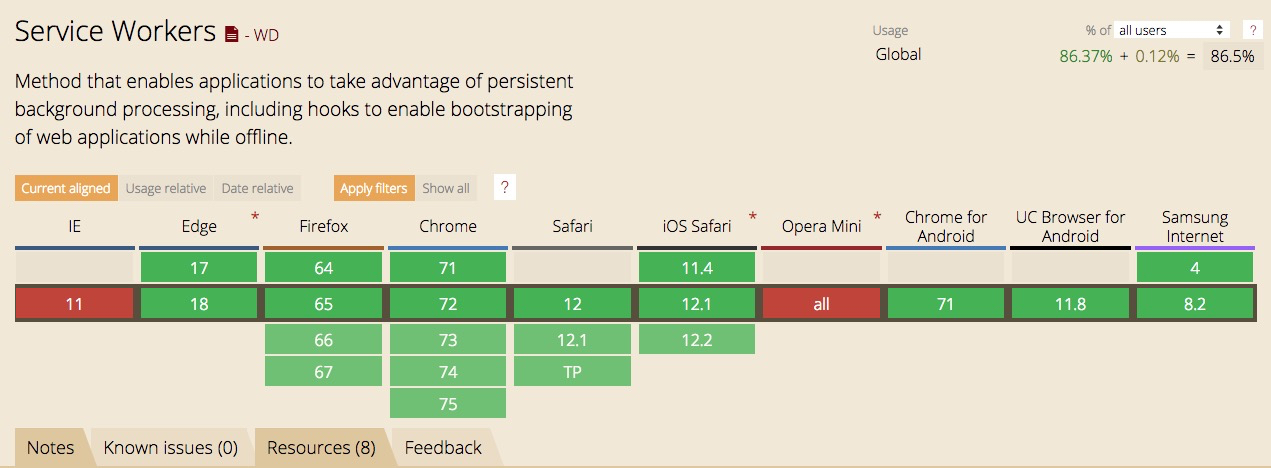 Service Workers - WD
Usage % of all users ?
Global 86.37% + 0.12% = 86.5%
Method that enables applications to take advantage of persistent
background processing, including hooks to enable bootstrapping
of web applications while offline.
Current aligned Usage relative Date relative Apply filters Show all ?
IE Edge * Firefox Chrome Safari iOS Safari * Opera Mini * Chrome for Android UC Browser for Android Samsung Internet
17 64 71 11.4 4
11 18 65 72 12 12.1 all 71 11.8 8.2
66 73 12.1 12.2
67 74 TP
75
Notes Known issues (0) Resources (8) Feedback